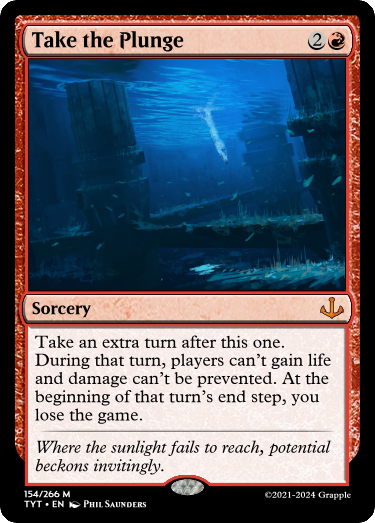 Take the Plunge 2
Sorcery
Take an extra turn after this one.
During that turn, players can't gain life
and damage can't be prevented. At the
beginning of that turn's end step, you
lose the game.
Where the sunlight fails to reach, potential
beckons invitingly.
154/266 M
TYT • EN Phil Saunders
©2021-2024 Grapple